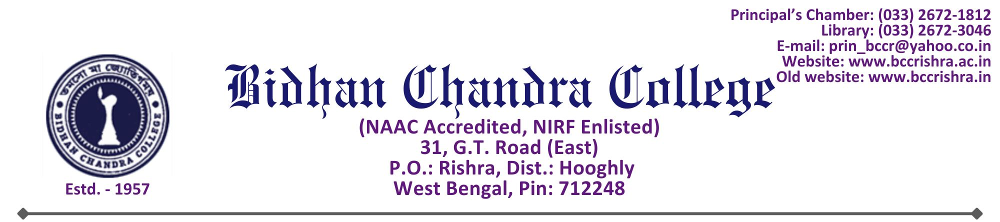 Principal’s Chamber: (033) 2672-1812
Library: (033) 2672-3046
E-mail: prin_bccr@yahoo.co.in
Website: www.bccrishra.ac.in
Old website: www.bccrishra.in
তমসো মা জ্যোতির্গময়
BIDHAN CHANDRA COLLEGE
Estd. - 1957
Bidhan Chandra College
(NAAC Accredited, NIRF Enlisted)
31, G.T. Road (East)
P.O.: Rishra, Dist.: Hooghly
West Bengal, Pin: 712248